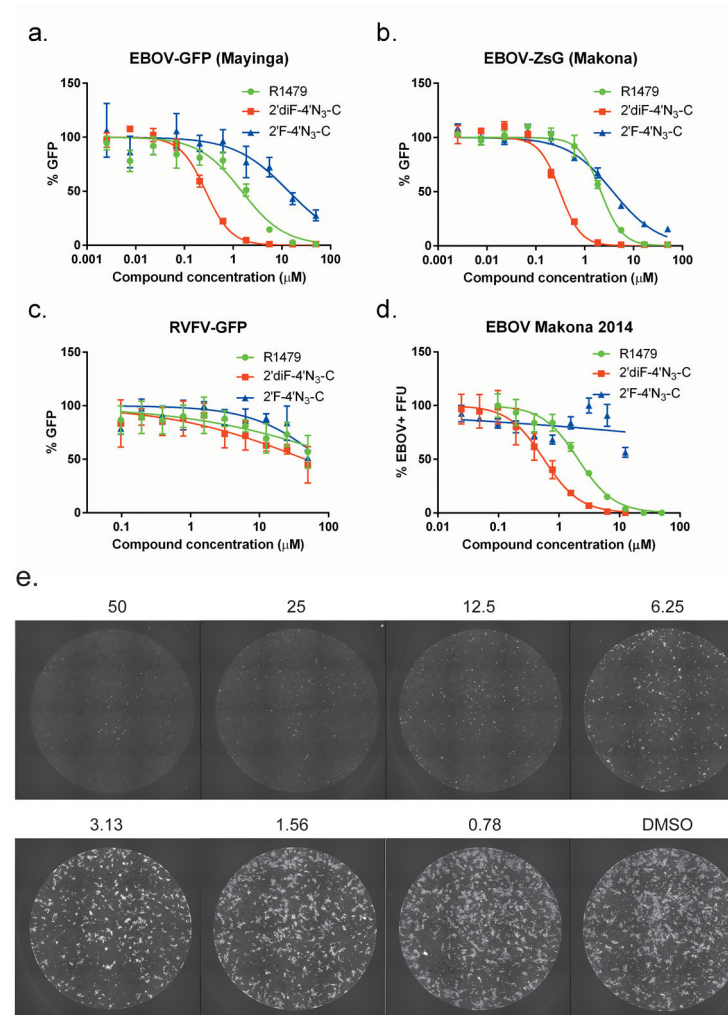 a.
EBOV-GFP (Mayinga)
150
100
50
0
% GFP
R1479
2'diF-4'N₃-C
2'F-4'N₃-C
0.001 0.01 0.1 1 10 100
Compound concentration (μM)
b.
EBOV-ZsG (Makona)
150
100
50
0
% GFP
R1479
2'diF-4'N₃-C
2'F-4'N₃-C
0.001 0.01 0.1 1 10 100
Compound concentration (μM)
c.
RVFV-GFP
150
100
50
0
% GFP
R1479
2'diF-4'N₃-C
2'F-4'N₃-C
0.1 1 10 100
Compound concentration (μM)
d.
EBOV Makona 2014
150
100
50
0
% EBOV+ FFU
R1479
2'diF-4'N₃-C
2'F-4'N₃-C
0.01 0.1 1 10 100
Compound concentration (μM)
e.
50 25 12.5 6.25
3.13 1.56 0.78 DMSO